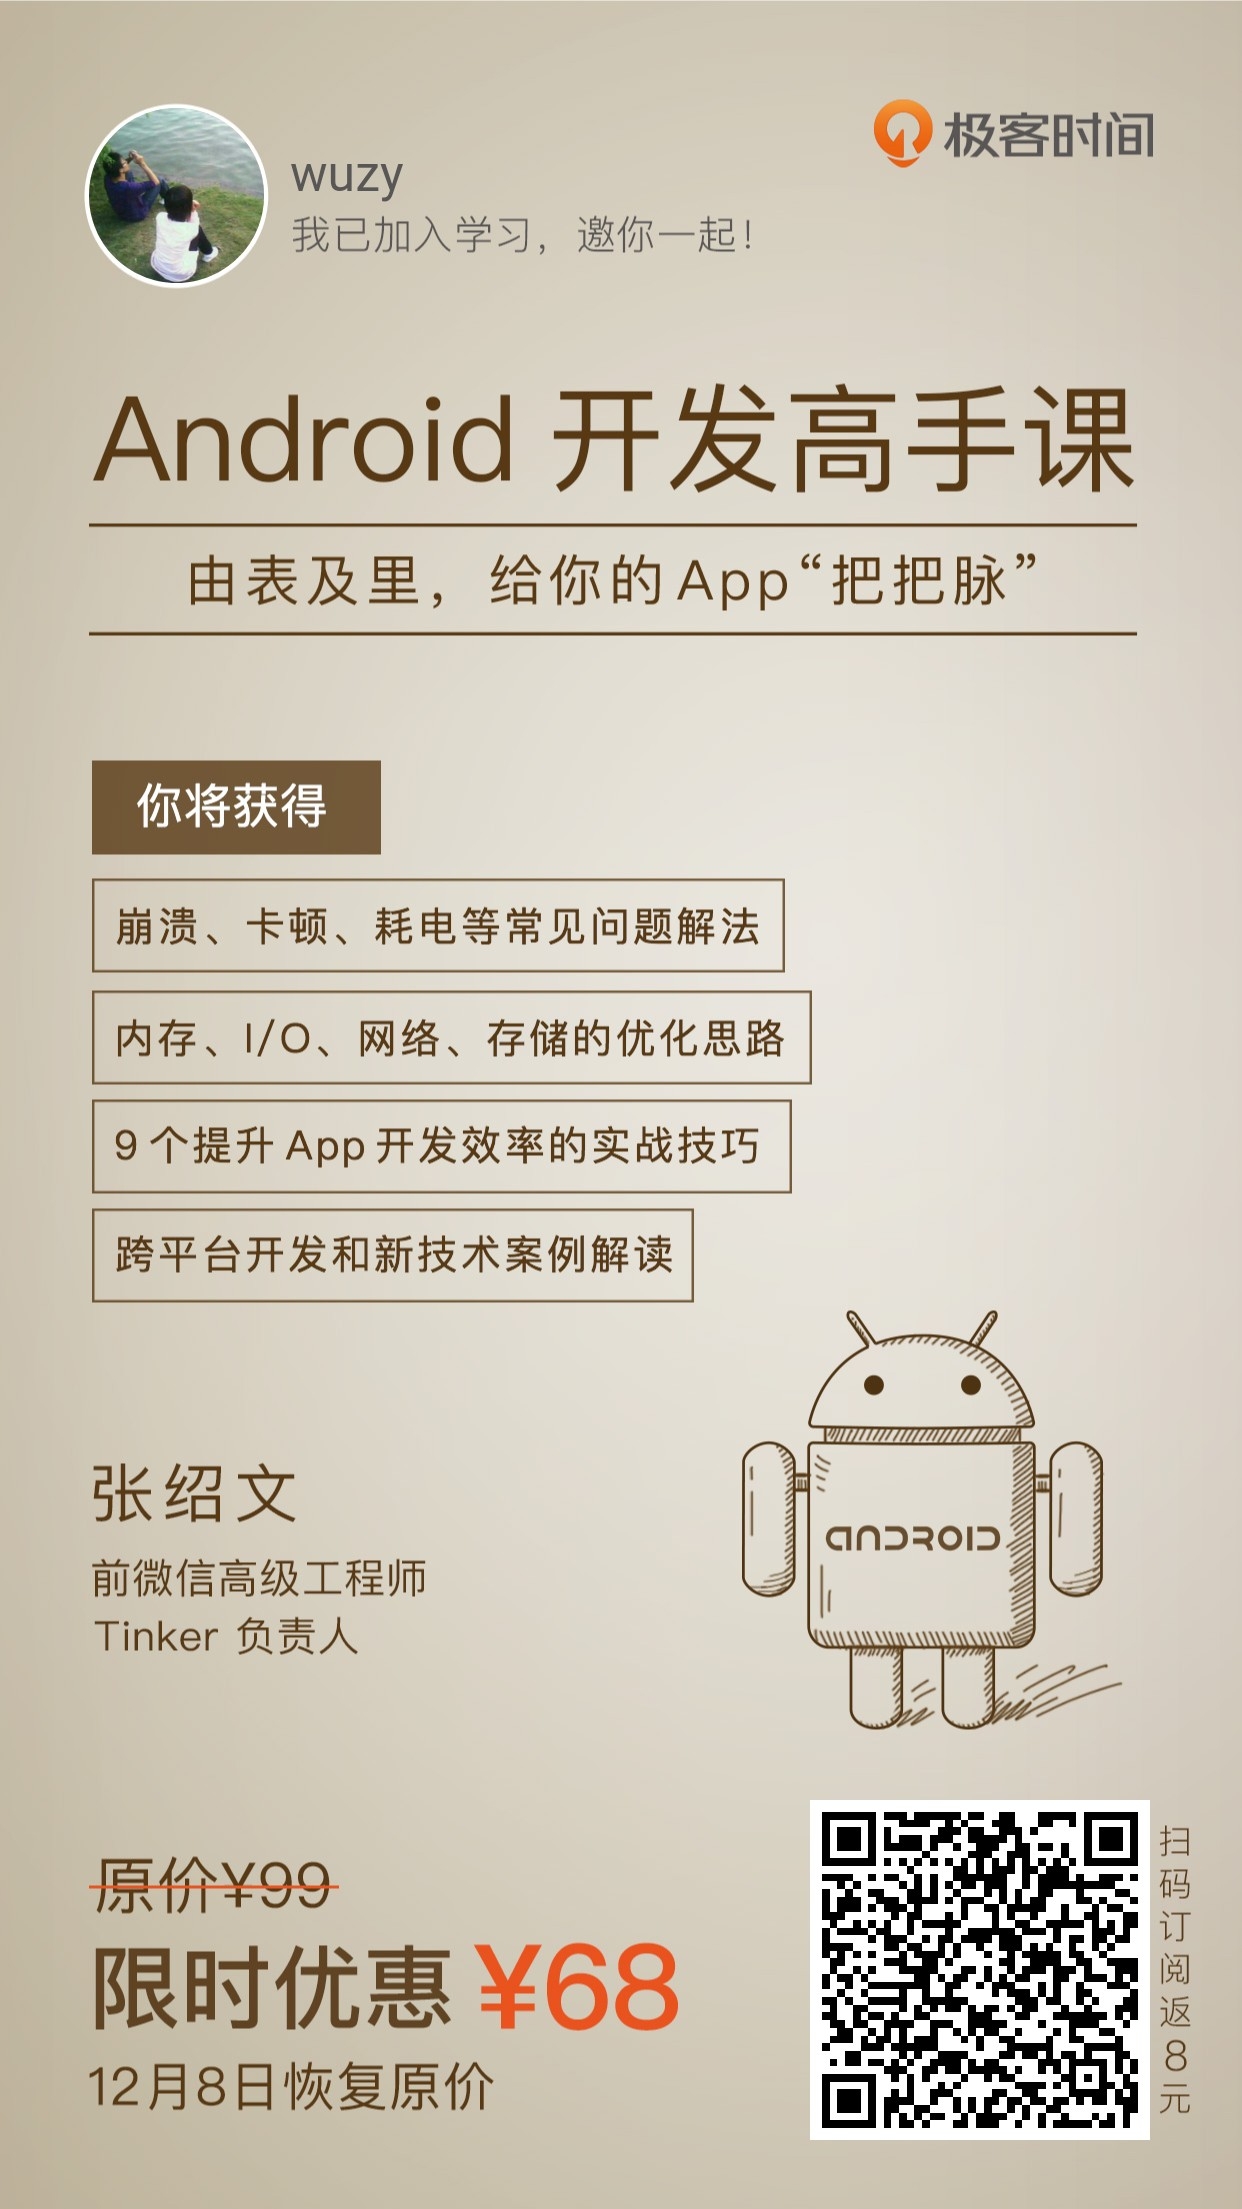 极客时间
wuzy
我已加入学习，邀你一起！
Android 开发高手课
由表及里，给你的App“把把脉”
你将获得
崩溃、卡顿、耗电等常见问题解法
内存、I/O、网络、存储的优化思路
9 个提升 App 开发效率的实战技巧
跨平台开发和新技术案例解读
ANDROID
张绍文
前微信高级工程师
Tinker 负责人
原价¥99
限时优惠 ¥68
12月8日恢复原价
扫码订阅返8元